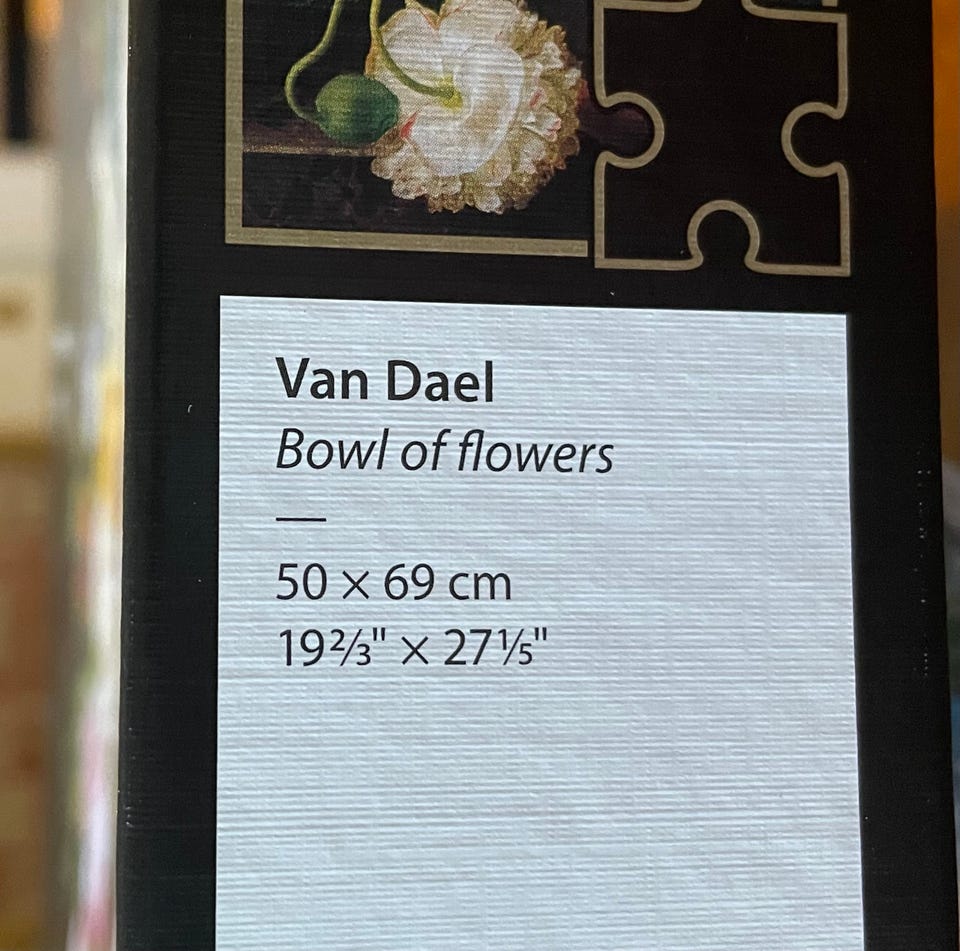 Van Dael
Bowl of flowers
50 × 69 cm
19⅔" × 27⅕"